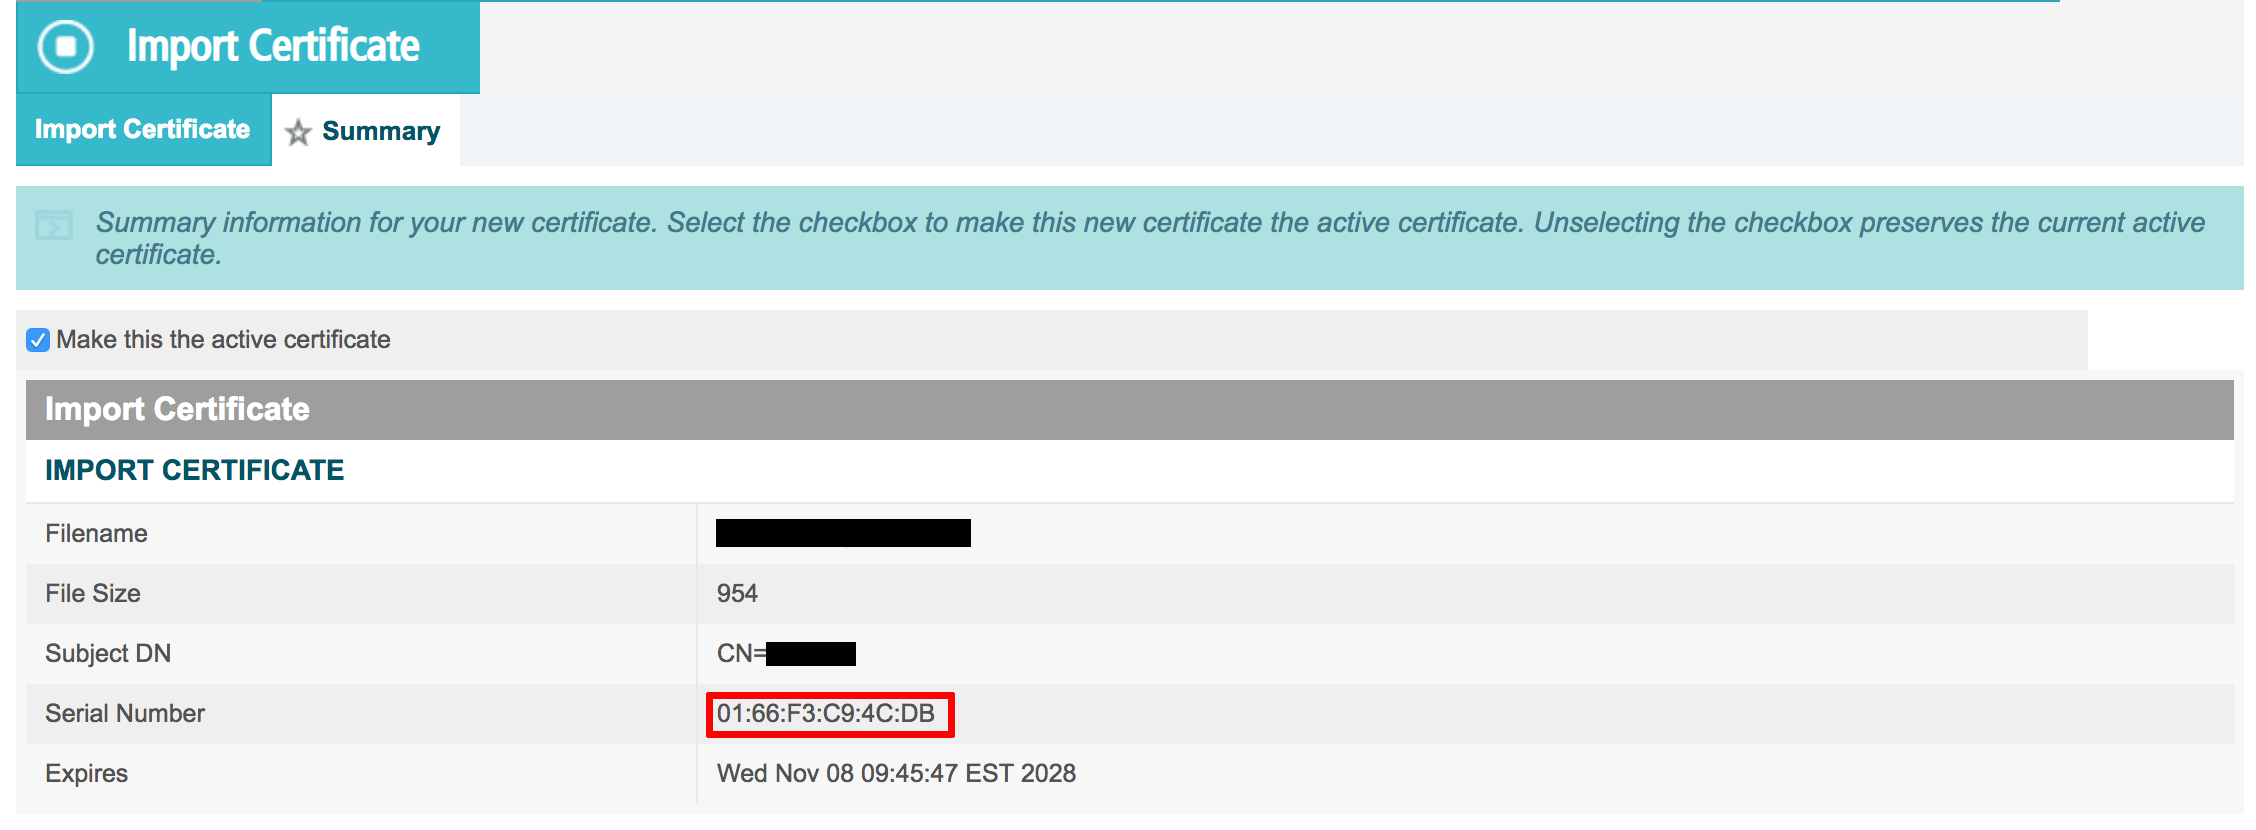 Import Certificate
Import Certificate
Summary
Summary information for your new certificate. Select the checkbox to make this new certificate the active certificate. Unselecting the checkbox preserves the current active
certificate.
Make this the active certificate
Import Certificate
IMPORT CERTIFICATE
Filename
File Size 954
Subject DN CN=
Serial Number 01:66:F3:C9:4C:DB
Expires Wed Nov 08 09:45:47 EST 2028